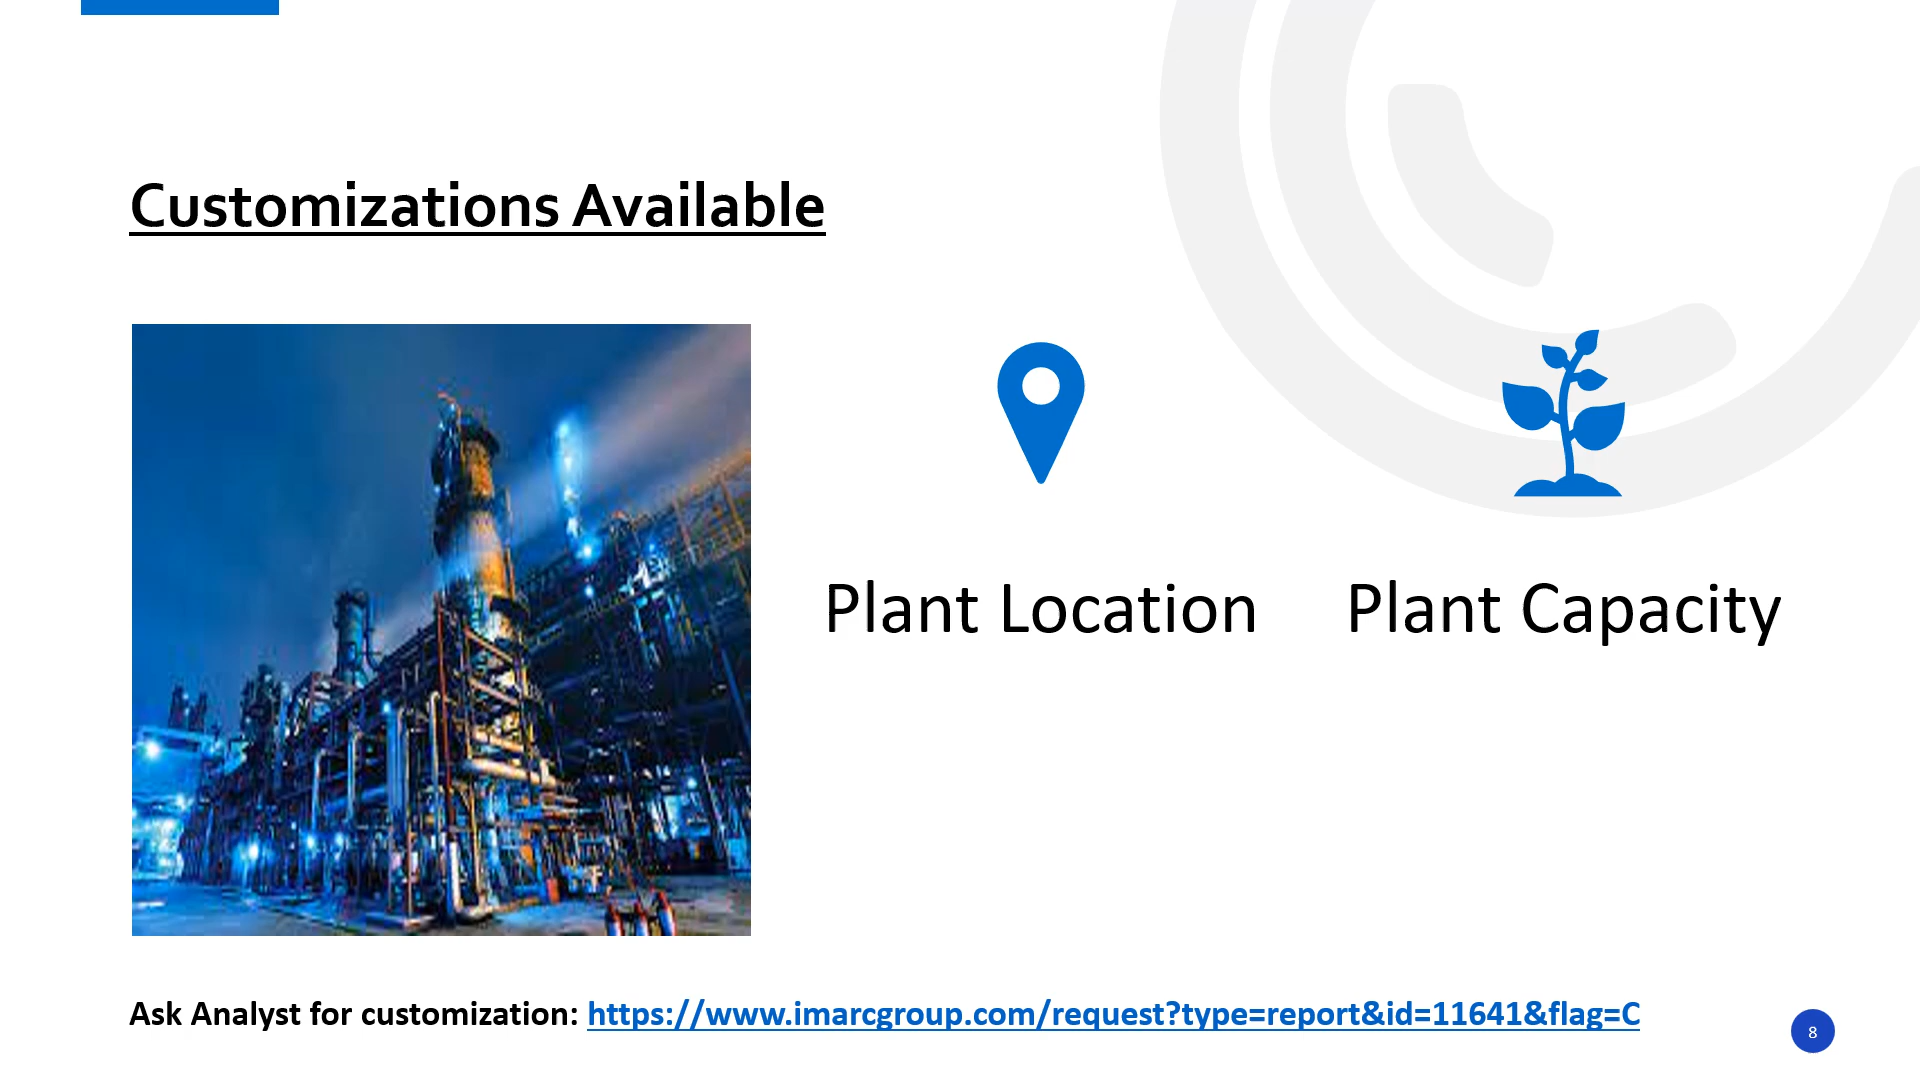 Customizations Available
Plant Location
Plant Capacity
Ask Analyst for customization: https://www.imarcgroup.com/request?type=report&id=11641&flag=C
8